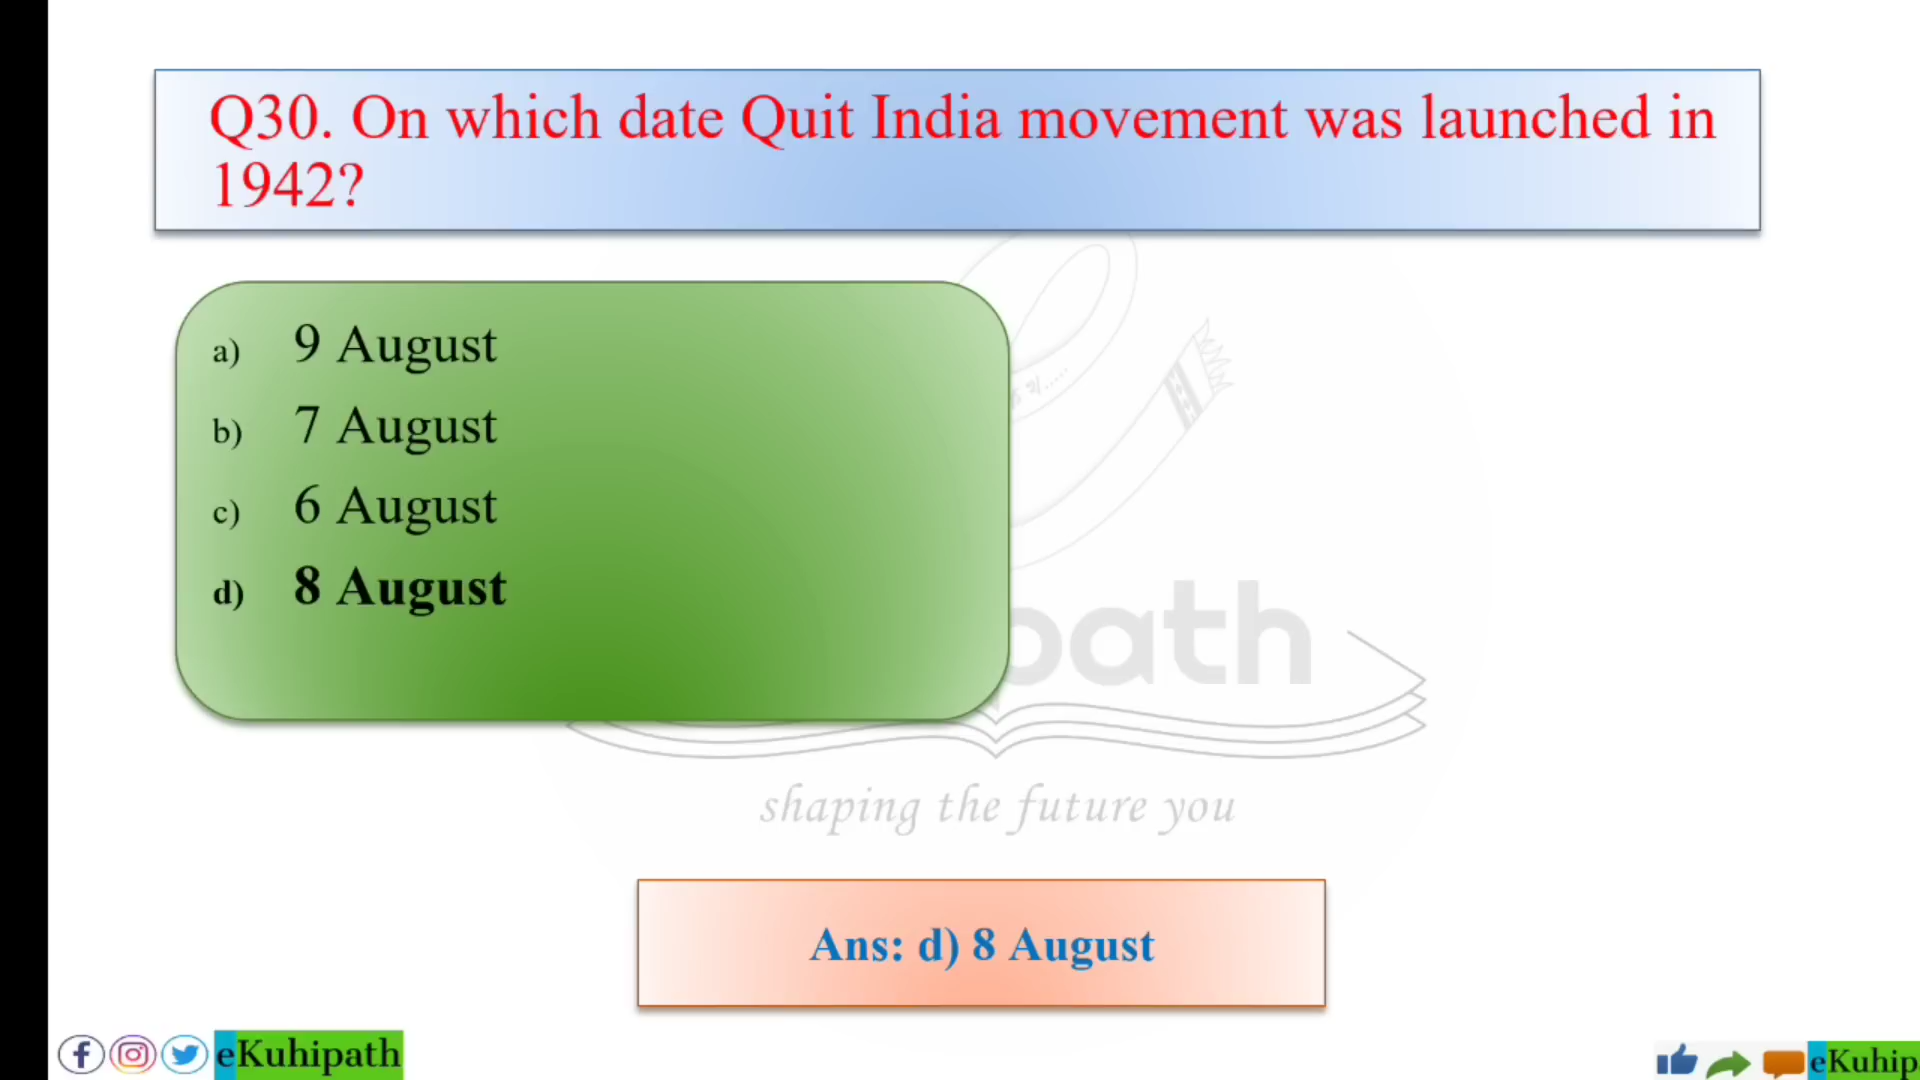 Q30. On which date Quit India movement was launched in
1942?
a) 9 August
b) 7 August
c) 6 August
d) 8 August
path
shaping the future you
Ans: d) 8 August
eKuhipath
eKuhip